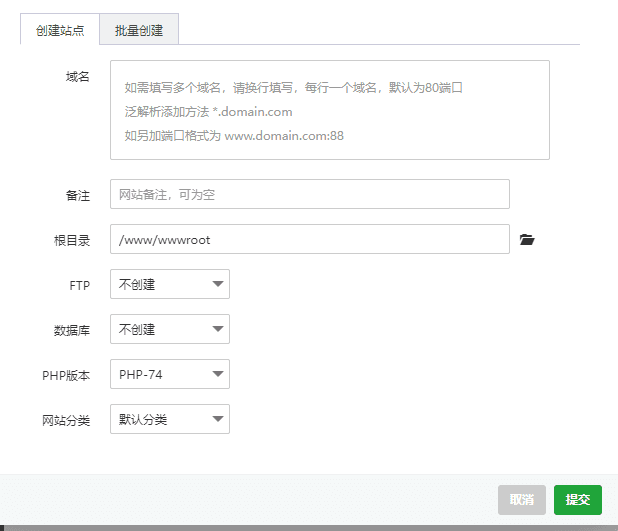 创建站点 批量创建
域名
如需填写多个域名，请换行填写，每行一个域名，默认为80端口
泛解析添加方法 *.domain.com
如另加端口格式为 www.domain.com:88
备注 网站备注，可为空
根目录 /www/wwwroot
FTP 不创建
数据库 不创建
PHP版本 PHP-74
网站分类 默认分类
取消 提交